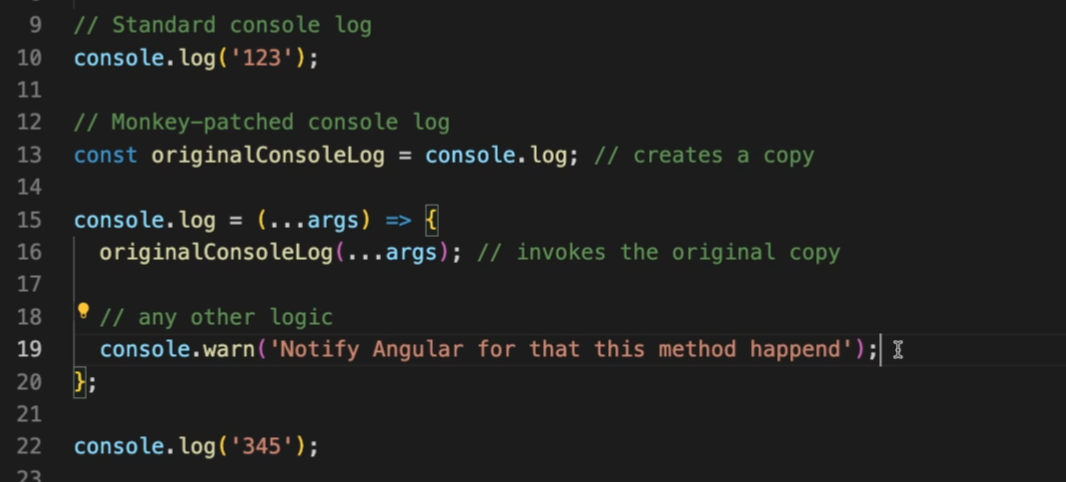 9 // Standard console log
10 console.log('123');
11
12 // Monkey-patched console log
13 const originalConsoleLog = console.log; // creates a copy
14
15 console.log = (...args) => {
16 originalConsoleLog(...args); // invokes the original copy
17
18 // any other logic
19 console.warn('Notify Angular for that this method happend');
20 };
21
22 console.log('345');
23